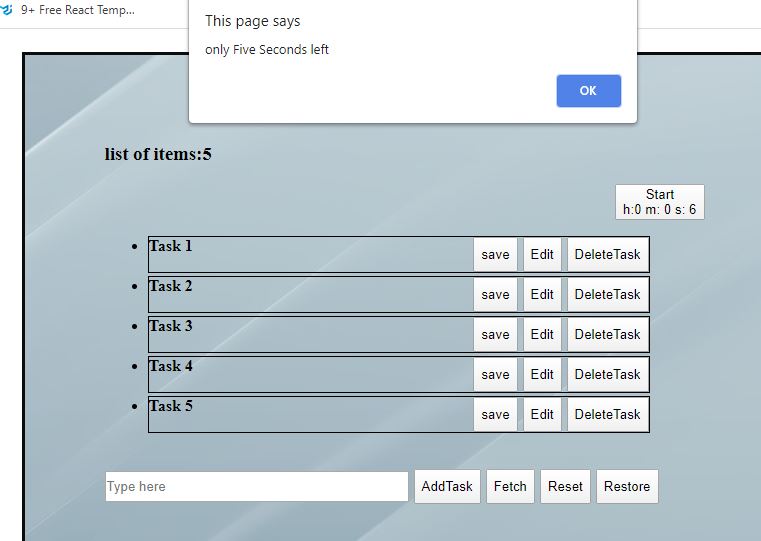 9+ Free React Temp...
This page says
only Five Seconds left
OK
list of items:5
Start
h:0 m: 0 s: 6
Task 1 save Edit DeleteTask
Task 2 save Edit DeleteTask
Task 3 save Edit DeleteTask
Task 4 save Edit DeleteTask
Task 5 save Edit DeleteTask
Type here AddTask Fetch Reset Restore